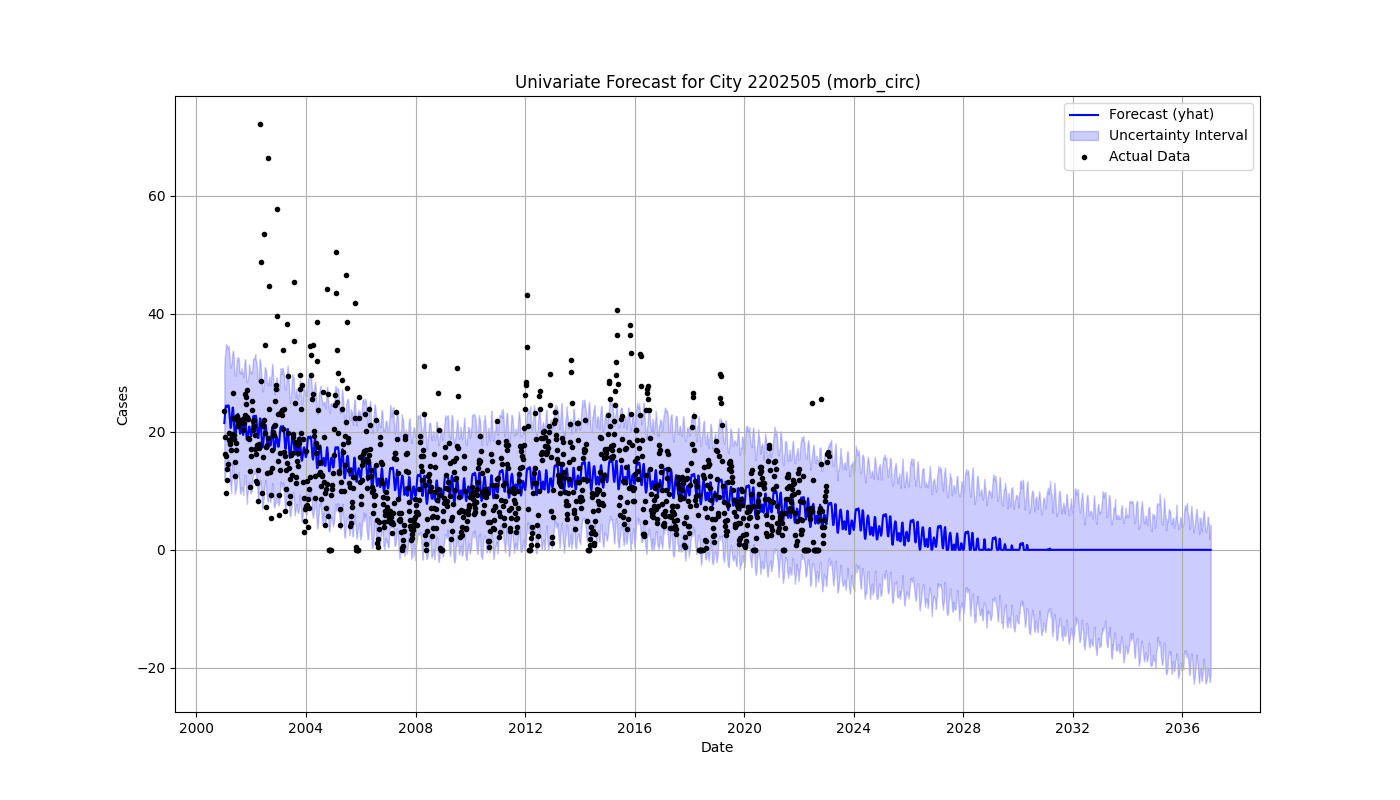 Univariate Forecast for City 2202505 (morb_circ)
Forecast (yhat)
Uncertainty Interval
Actual Data
60
40
20
0
−20
Cases
2000 2004 2008 2012 2016 2020 2024 2028 2032 2036
Date